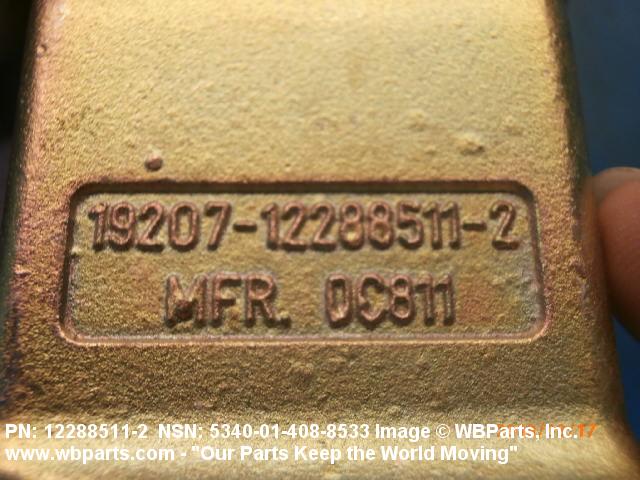 19207-12288511-2
MFR. 0C811
PN: 12288511-2 NSN: 5340-01-408-8533 Image © WBParts, Inc.
www.wbparts.com - "Our Parts Keep the World Moving"